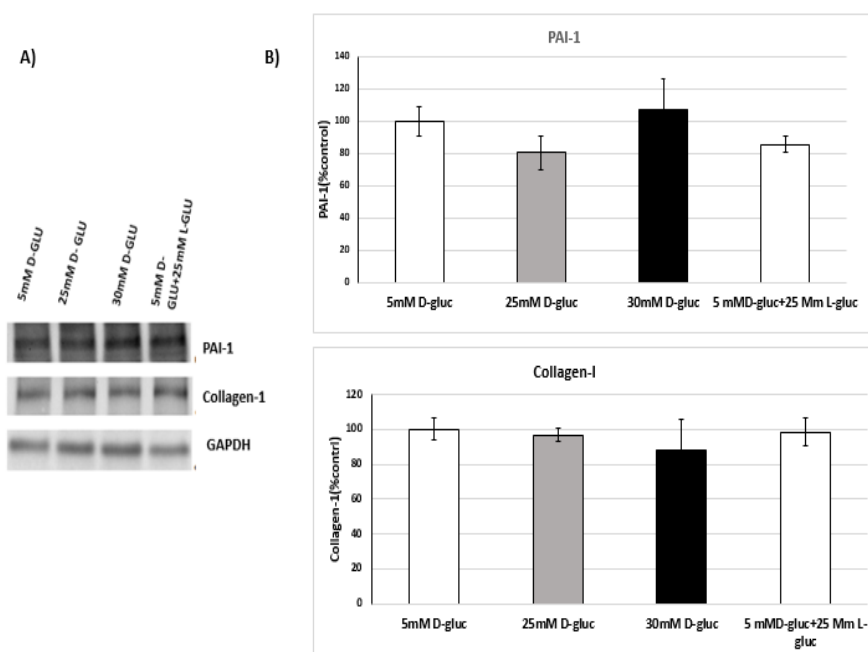 A)
5mM D-GLU
25mM D- GLU
30mM D-GLU
5mM D-
GLU+25mM L-GLU
PAI-1
Collagen-1
GAPDH
B)
PAI-1
PAI-1(%control)
140
120
100
80
60
40
20
0
5mM D-gluc
25mM D-gluc
30mM D-gluc
5 mMD-gluc+25 Mm L-gluc
Collagen-I
Collagen-1(%contrl)
120
100
80
60
40
20
0
5mM D-gluc
25mM D-gluc
30mM D-gluc
5 mMD-gluc+25 Mm L-
gluc